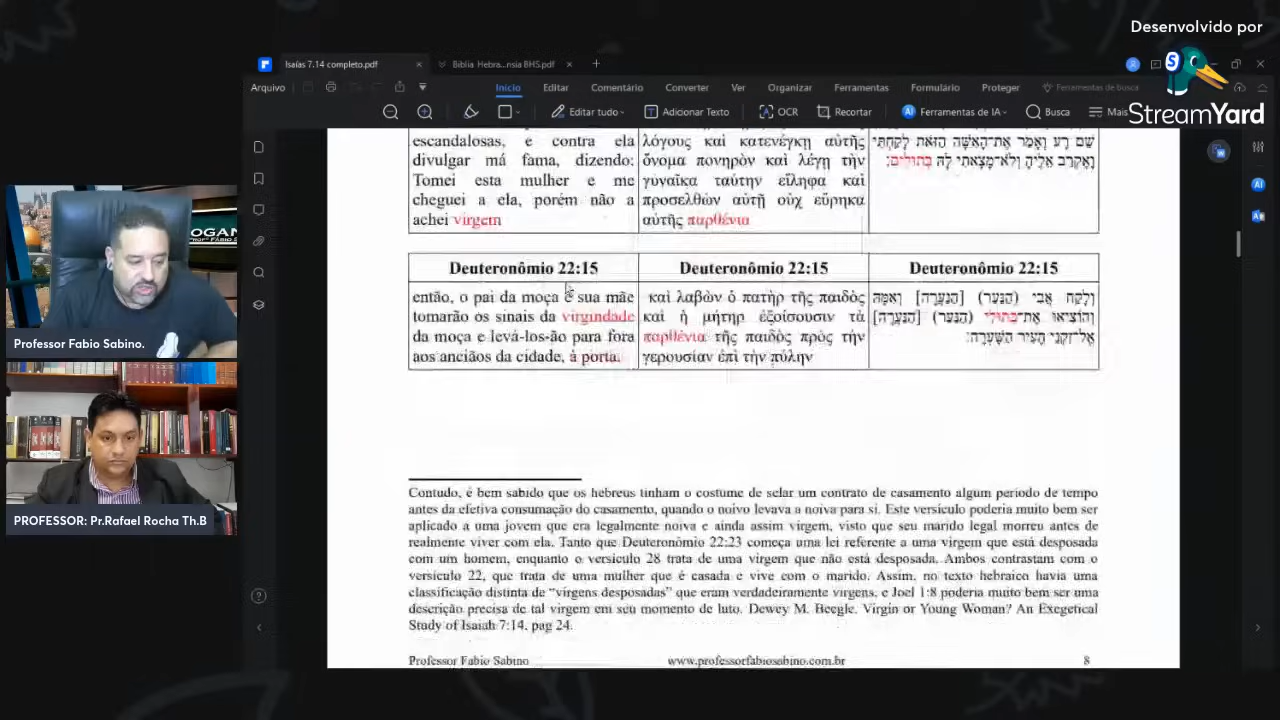 Desenvolvido por
StreamYard
Isaías 7.14 completo.pdf
Biblia Hebra...nsia BHS.pdf
Arquivo
Início
Editar
Comentário
Converter
Ver
Organizar
Ferramentas
Formulário
Proteger
Ferramentas de busca
Editar tudo
Adicionar Texto
OCR
Recortar
Ferramentas de IA
Busca
Mais
escandalosas, e contra ela
divulgar má fama, dizendo:
Tomei esta mulher e me
cheguei a ela, porém não a
achei virgem
λόγους καὶ κατενέγκῃ αὐτῆς
ὄνομα πονηρὸν καὶ λέγῃ τὴν
γυναῖκα ταύτην εἴληφα καὶ
προσελθὼν αὐτῇ οὐχ εὕρηκα
αὐτῆς παρθένια
שֵׁם רָע וְאָמַר אֶת־הָאִשָּׁה הַזֹּאת לָקַחְתִּי
וָאֶקְרַב אֵלֶיהָ וְלֹא־מָצָאתִי לָהּ בְּתוּלִים׃
Deuteronômio 22:15
Deuteronômio 22:15
Deuteronômio 22:15
então, o pai da moça e sua mãe
tomarão os sinais da virgindade
da moça e levá-los-ão para fora
aos anciãos da cidade, à porta.
καὶ λαβὼν ὁ πατὴρ τῆς παιδὸς
καὶ ἡ μήτηρ ἐξοίσουσιν τὰ
παρθένια τῆς παιδὸς πρὸς τὴν
γερουσίαν ἐπὶ τὴν πύλην
וְלָקַח אֲבִי (הַנַּעַר) [הַנַּעֲרָה] וְאִמָּהּ
וְהוֹצִיאוּ אֶת־בְּתוּלֵי (הַנַּעַר) [הַנַּעֲרָה]
אֶל־זִקְנֵי הָעִיר הַשָּׁעְרָה׃
Contudo, é bem sabido que os hebreus tinham o costume de selar um contrato de casamento algum período de tempo
antes da efetiva consumação do casamento, quando o noivo levava a noiva para si. Este versículo poderia muito bem ser
aplicado a uma jovem que era legalmente noiva e ainda assim virgem, visto que seu marido legal morreu antes de
realmente viver com ela. Tanto que Deuteronômio 22:23 começa uma lei referente a uma virgem que está desposada
com um homem, enquanto o versículo 28 trata de uma virgem que não está desposada. Ambos contrastam com o
versículo 22, que trata de uma mulher que é casada e vive com o marido. Assim, no texto hebraico havia uma
classificação distinta de “virgens desposadas” que eram verdadeiramente virgens, e Joel 1:8 poderia muito bem ser uma
descrição precisa de tal virgem em seu momento de luto. Dewey M. Beegle. Virgin or Young Woman? An Exegetical
Study of Isaiah 7:14, pag 24.
Professor Fabio Sabino
www.professorfabiosabino.com.br
8
Professor Fabio Sabino.
PROFESSOR: Pr.Rafael Rocha Th.B